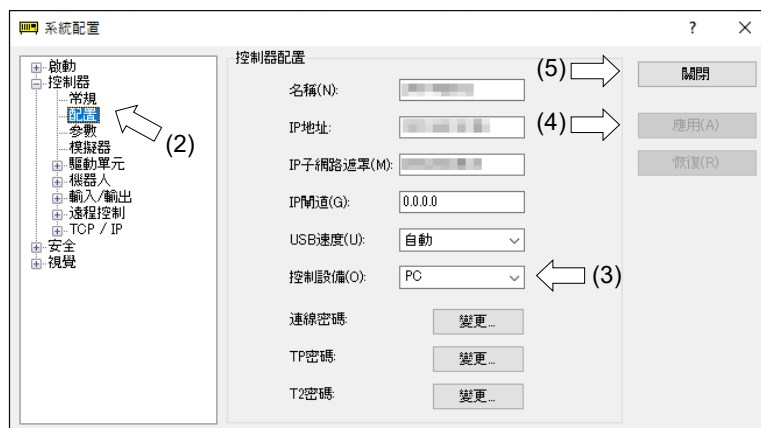 系統配置
?
×
啟動
控制器
常規
配置
參數
模擬器
驅動單元
機器人
輸入/輸出
遠程控制
TCP / IP
安全
視覺
(2)
控制器配置
名稱(N):
IP地址:
IP子網路遮罩(M):
IP閘道(G):
0.0.0.0
USB速度(U):
自動
控制設備(O):
PC
(3)
連線密碼:
變更...
TP密碼:
變更...
T2密碼:
變更...
(5)
關閉
(4)
應用(A)
恢復(R)